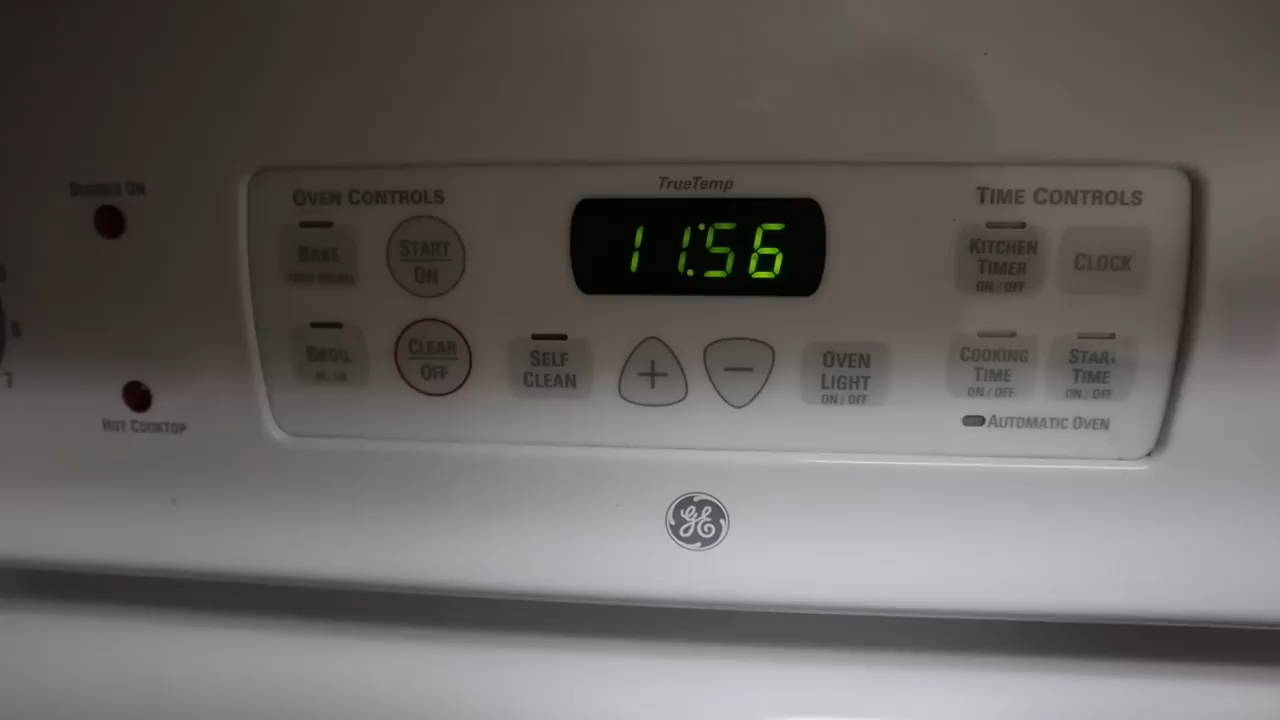 BURNER ON
HOT COOKTOP
OVEN CONTROLS
BAKE
START
ON
BROIL
CLEAR
OFF
SELF
CLEAN
TrueTemp
11:56
+
−
OVEN
LIGHT
ON / OFF
TIME CONTROLS
KITCHEN
TIMER
ON / OFF
CLOCK
COOKING
TIME
ON / OFF
START
TIME
ON / OFF
AUTOMATIC OVEN
GE